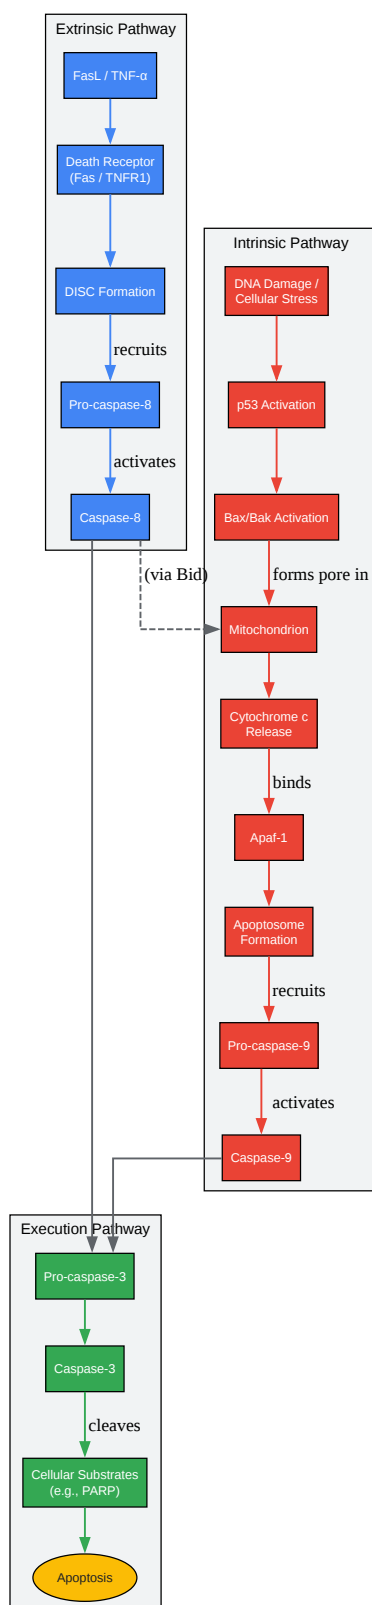 Extrinsic Pathway
FasL / TNF-α
Death Receptor
(Fas / TNFR1)
DISC Formation
recruits
Pro-caspase-8
activates
Caspase-8
(via Bid)
Intrinsic Pathway
DNA Damage /
Cellular Stress
p53 Activation
Bax/Bak Activation
forms pore in
Mitochondrion
Cytochrome c
Release
binds
Apaf-1
Apoptosome
Formation
recruits
Pro-caspase-9
activates
Caspase-9
Execution Pathway
Pro-caspase-3
Caspase-3
cleaves
Cellular Substrates
(e.g., PARP)
Apoptosis